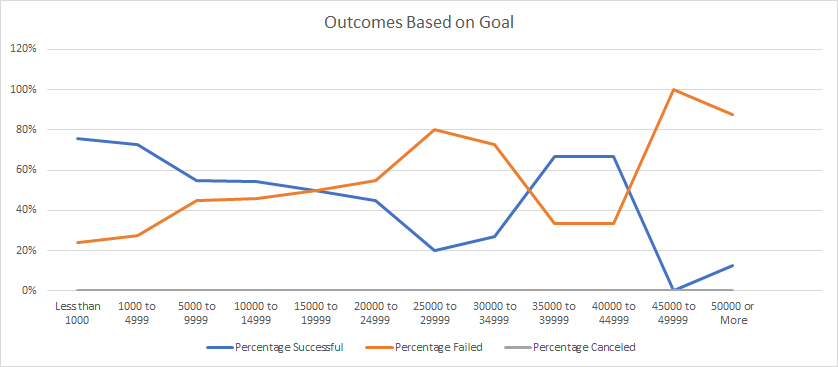 Outcomes Based on Goal
120%
100%
80%
60%
40%
20%
0%
Less than 1000
1000 to 4999
5000 to 9999
10000 to 14999
15000 to 19999
20000 to 24999
25000 to 29999
30000 to 34999
35000 to 39999
40000 to 44999
45000 to 49999
50000 or More
Percentage Successful
Percentage Failed
Percentage Canceled